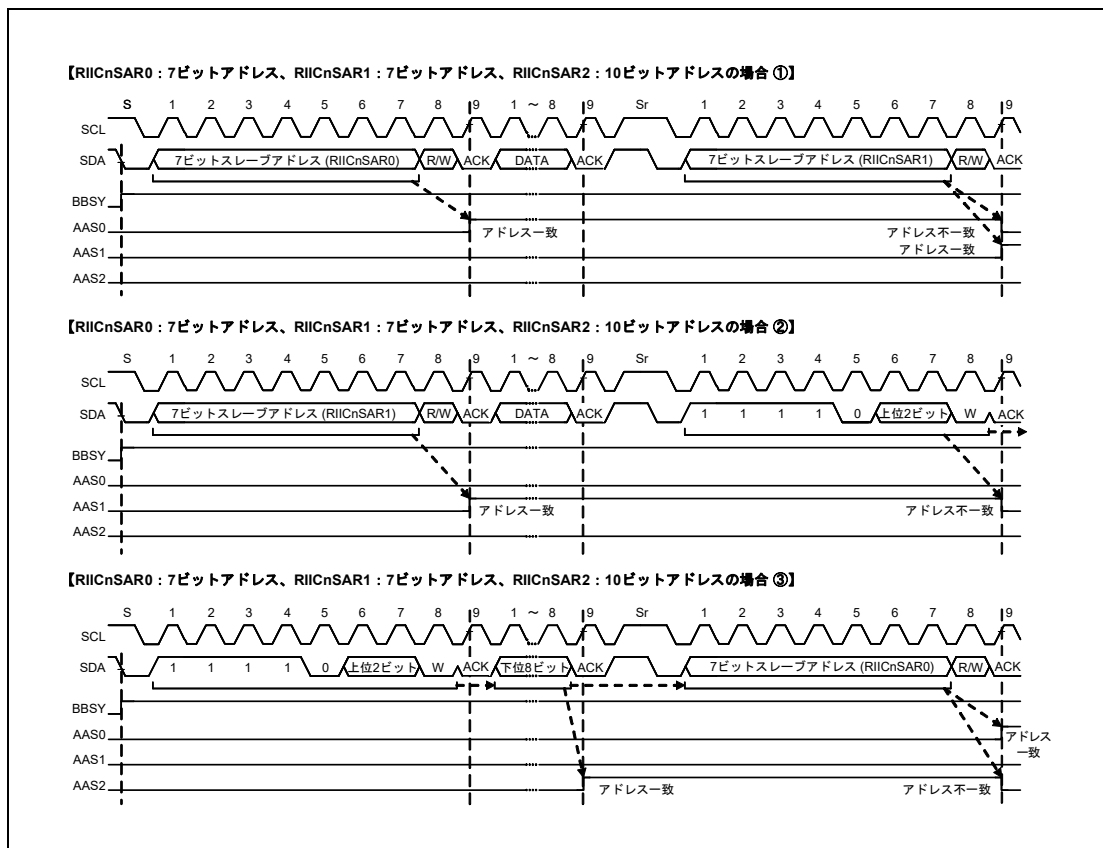 【RIICnSAR0：7ビットアドレス、RIICnSAR1：7ビットアドレス、RIICnSAR2：10ビットアドレスの場合 ①】
S 1 2 3 4 5 6 7 8 9 1 ～ 8 9 Sr 1 2 3 4 5 6 7 8 9
SCL
SDA 7ビットスレーブアドレス (RIICnSAR0) R/W ACK DATA ACK 7ビットスレーブアドレス (RIICnSAR1) R/W ACK
BBSY
AAS0 アドレス一致 アドレス不一致
AAS1 アドレス一致
AAS2
【RIICnSAR0：7ビットアドレス、RIICnSAR1：7ビットアドレス、RIICnSAR2：10ビットアドレスの場合 ②】
S 1 2 3 4 5 6 7 8 9 1 ～ 8 9 Sr 1 2 3 4 5 6 7 8 9
SCL
SDA 7ビットスレーブアドレス (RIICnSAR1) R/W ACK DATA ACK 1 1 1 1 0 上位2ビット W ACK
BBSY
AAS0
AAS1 アドレス一致 アドレス不一致
AAS2
【RIICnSAR0：7ビットアドレス、RIICnSAR1：7ビットアドレス、RIICnSAR2：10ビットアドレスの場合 ③】
S 1 2 3 4 5 6 7 8 9 1 ～ 8 9 Sr 1 2 3 4 5 6 7 8 9
SCL
SDA 1 1 1 1 0 上位2ビット W ACK 下位8ビット ACK 7ビットスレーブアドレス (RIICnSAR0) R/W ACK
BBSY
AAS0 アドレス
一致
AAS1
AAS2 アドレス一致 アドレス不一致